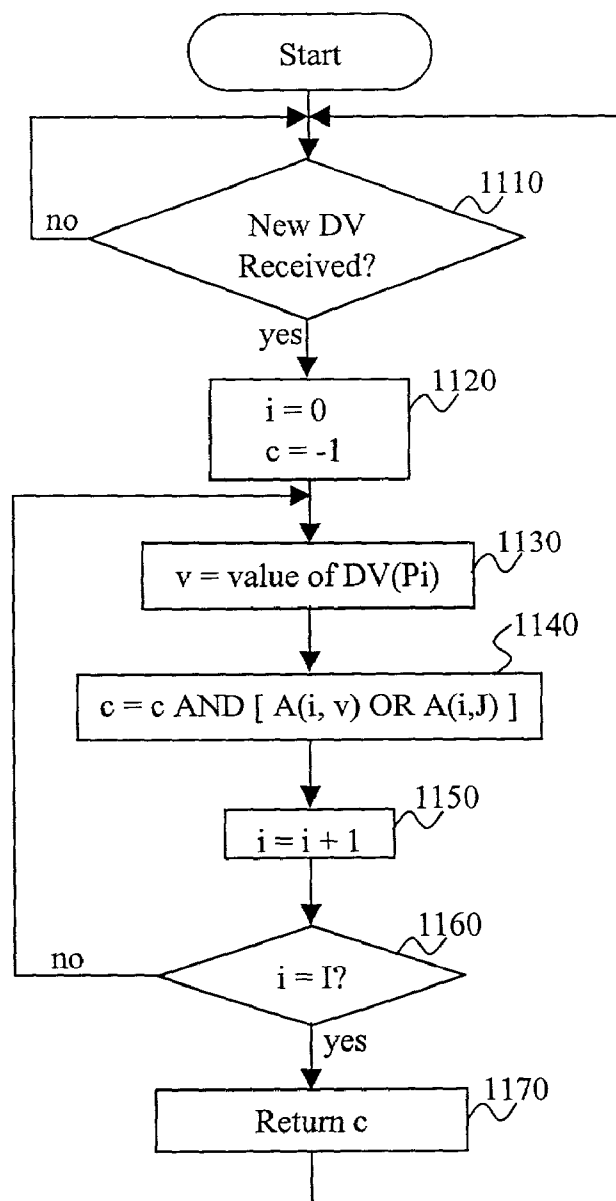 Start
1110
no
New DV
Received?
yes
1120
i = 0
c = -1
1130
v = value of DV(Pi)
1140
c = c AND [ A(i, v) OR A(i,J) ]
1150
i = i + 1
1160
no
i = I?
yes
1170
Return c